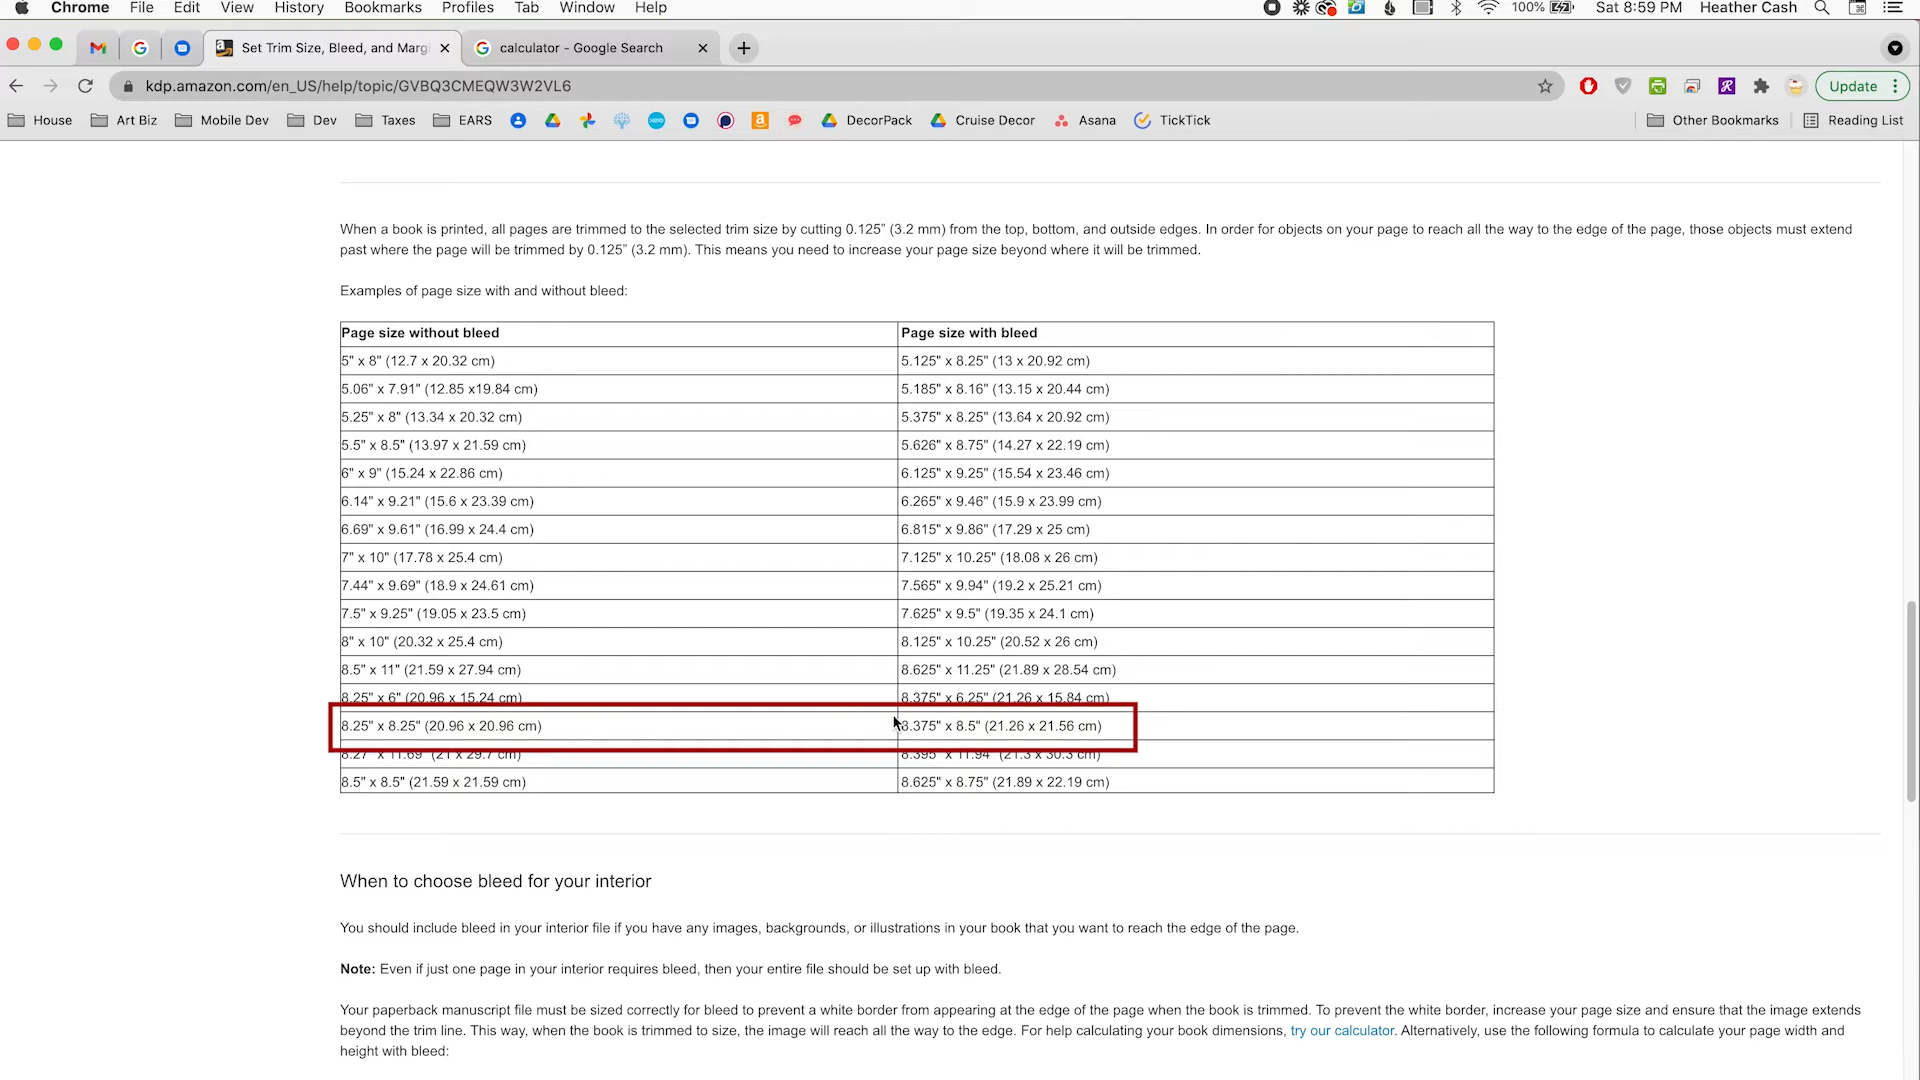 Chrome File Edit View History Bookmarks Profiles Tab Window Help 100% Sat 8:59 PM Heather Cash
Set Trim Size, Bleed, and Marg calculator - Google Search
kdp.amazon.com/en_US/help/topic/GVBQ3CMEQW3W2VL6 Update
House Art Biz Mobile Dev Dev Taxes EARS DecorPack Cruise Decor Asana TickTick Other Bookmarks Reading List
When a book is printed, all pages are trimmed to the selected trim size by cutting 0.125" (3.2 mm) from the top, bottom, and outside edges. In order for objects on your page to reach all the way to the edge of the page, those objects must extend
past where the page will be trimmed by 0.125" (3.2 mm). This means you need to increase your page size beyond where it will be trimmed.
Examples of page size with and without bleed:
Page size without bleed Page size with bleed
5" x 8" (12.7 x 20.32 cm) 5.125" x 8.25" (13 x 20.92 cm)
5.06" x 7.91" (12.85 x19.84 cm) 5.185" x 8.16" (13.15 x 20.44 cm)
5.25" x 8" (13.34 x 20.32 cm) 5.375" x 8.25" (13.64 x 20.92 cm)
5.5" x 8.5" (13.97 x 21.59 cm) 5.626" x 8.75" (14.27 x 22.19 cm)
6" x 9" (15.24 x 22.86 cm) 6.125" x 9.25" (15.54 x 23.46 cm)
6.14" x 9.21" (15.6 x 23.39 cm) 6.265" x 9.46" (15.9 x 23.99 cm)
6.69" x 9.61" (16.99 x 24.4 cm) 6.815" x 9.86" (17.29 x 25 cm)
7" x 10" (17.78 x 25.4 cm) 7.125" x 10.25" (18.08 x 26 cm)
7.44" x 9.69" (18.9 x 24.61 cm) 7.565" x 9.94" (19.2 x 25.21 cm)
7.5" x 9.25" (19.05 x 23.5 cm) 7.625" x 9.5" (19.35 x 24.1 cm)
8" x 10" (20.32 x 25.4 cm) 8.125" x 10.25" (20.52 x 26 cm)
8.5" x 11" (21.59 x 27.94 cm) 8.625" x 11.25" (21.89 x 28.54 cm)
8.25" x 6" (20.96 x 15.24 cm) 8.375" x 6.25" (21.26 x 15.84 cm)
8.25" x 8.25" (20.96 x 20.96 cm) 8.375" x 8.5" (21.26 x 21.56 cm)
8.27" x 11.69" (21 x 29.7 cm) 8.395" x 11.94" (21.3 x 30.3 cm)
8.5" x 8.5" (21.59 x 21.59 cm) 8.625" x 8.75" (21.89 x 22.19 cm)
When to choose bleed for your interior
You should include bleed in your interior file if you have any images, backgrounds, or illustrations in your book that you want to reach the edge of the page.
Note: Even if just one page in your interior requires bleed, then your entire file should be set up with bleed.
Your paperback manuscript file must be sized correctly for bleed to prevent a white border from appearing at the edge of the page when the book is trimmed. To prevent the white border, increase your page size and ensure that the image extends
beyond the trim line. This way, when the book is trimmed to size, the image will reach all the way to the edge. For help calculating your book dimensions, try our calculator. Alternatively, use the following formula to calculate your page width and
height with bleed: